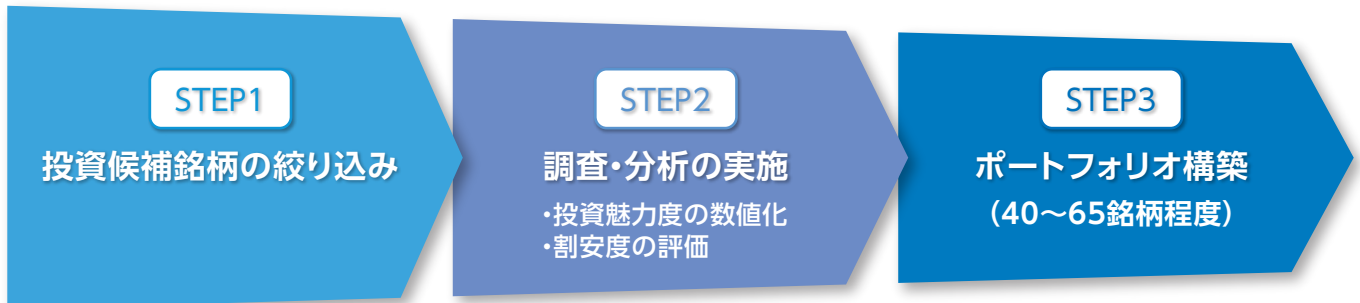 STEP1
投資候補銘柄の絞り込み
STEP2
調査・分析の実施
・投資魅力度の数値化
・割安度の評価
STEP3
ポートフォリオ構築
（40～65銘柄程度）